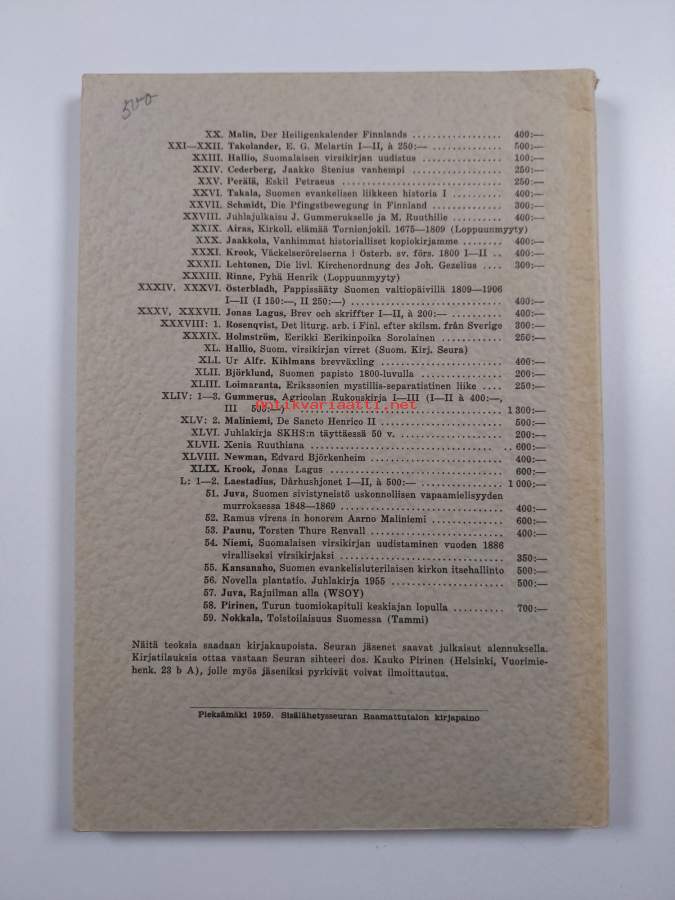 500
XX. Malin, Der Heiligenkalender Finnlands .................. 400:—
XXI—XXII. Takolander, E. G. Melartin I—II, à 250:— ............... 500:—
XXIII. Hallio, Suomalaisen virsikirjan uudistus ................. 100:—
XXIV. Cederberg, Jaakko Stenius vanhempi ................... 250:—
XXV. Perälä, Eskil Petraeus ................................ 250:—
XXVI. Takala, Suomen evankelisen liikkeen historia I ........... 400:—
XXVII. Schmidt, Die Pfingstbewegung in Finnland .............. 300:—
XXVIII. Juhlajulkaisu J. Gummerukselle ja M. Ruuthille .......... 400:—
XXIX. Airas, Kirkoll. elämää Tornionjokil. 1675—1809 (Loppuunmyyty)
XXX. Jaakkola, Vanhimmat historialliset kopiokirjamme ........ 400:—
XXXI. Krook, Väckelserörelserna i Österb. sv. förs. 1800 I—II .. 400:—
XXXII. Lehtonen, Die livl. Kirchenordnung des Joh. Gezelius .... 300:—
XXXIII. Rinne, Pyhä Henrik (Loppuunmyyty)
XXXIV. XXXVI. Österbladh, Pappissääty Suomen valtiopäivillä 1809—1906
I—II (I 150:—, II 250:—) ................................ 400:—
XXXV, XXXVII. Jonas Lagus, Brev och skriffter I—II, à 200:— ........... 400:—
XXXVIII: 1. Rosenqvist, Det liturg. arb. i Finl. efter skilsm. från Sverige 300:—
XXXIX. Holmström, Eerikki Eerikinpoika Sorolainen .............. 250:—
XL. Hallio, Suom. virsikirjan virret (Suom. Kirj. Seura)
XLI. Ur Alfr. Kihlmans brevväxling ......................... 400:—
XLII. Björklund, Suomen papisto 1800-luvulla ................. 200:—
XLIII. Loimaranta, Erikssonien mystillis-separatistinen liike .... 250:—
XLIV: 1—3. Gummerus, Agricolan Rukouskirja I—III (I—II à 400:—,
III 500:—) ............................................. 1 300:—
XLV: 2. Maliniemi, De Sancto Henrico II ........................ 500:—
XLVI. Juhlakirja SKHS:n täyttäessä 50 v. ..................... 200:—
XLVII. Xenia Ruuthiana ....................................... 600:—
XLVIII. Newman, Edvard Björkenheim .......................... 400:—
XLIX. Krook, Jonas Lagus .................................... 600:—
L: 1—2. Laestadius, Dårhushjonet I—II, à 500:— ................ 1 000:—
51. Juva, Suomen sivistyneistö uskonnollisen vapaamielisyyden
murroksessa 1848—1869 ................................ 400:—
52. Ramus virens in honorem Aarno Maliniemi .............. 600:—
53. Paunu, Torsten Thure Renvall .......................... 400:—
54. Niemi, Suomalaisen virsikirjan uudistaminen vuoden 1886
viralliseksi virsikirjaksi ................................. 350:—
55. Kansanaho, Suomen evankelisluterilaisen kirkon itsehallinto 500:—
56. Novella plantatio. Juhlakirja 1955 ....................... 500:—
57. Juva, Rajuilman alla (WSOY)
58. Pirinen, Turun tuomiokapituli keskiajan lopulla .......... 700:—
59. Nokkala, Tolstoilaisuus Suomessa (Tammi)
antikvariaatti.net
Näitä teoksia saadaan kirjakaupoista. Seuran jäsenet saavat julkaisut alennuksella.
Kirjatilauksia ottaa vastaan Seuran sihteeri dos. Kauko Pirinen (Helsinki, Vuorimie-
henk. 23 b A), jolle myös jäseniksi pyrkivät voivat ilmoittautua.
Pieksämäki 1959. Sisälähetysseuran Raamattutalon kirjapaino